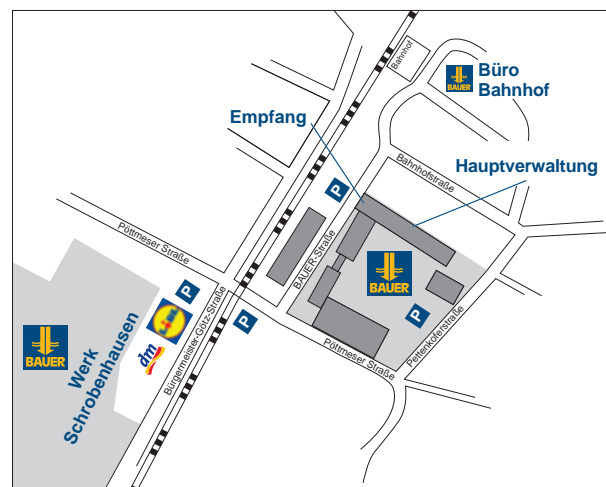 Bahnhof
BAUER
Büro
Bahnhof
Empfang
Hauptverwaltung
Bahnhofstraße
P
Pöttmeser Straße
BAUER-Straße
BAUER
P
P
P
LIDL
dm
BAUER
Werk
Schrobenhausen
Bürgermeister-Götz-Straße
Pöttmeser Straße
Pettenkoferstraße